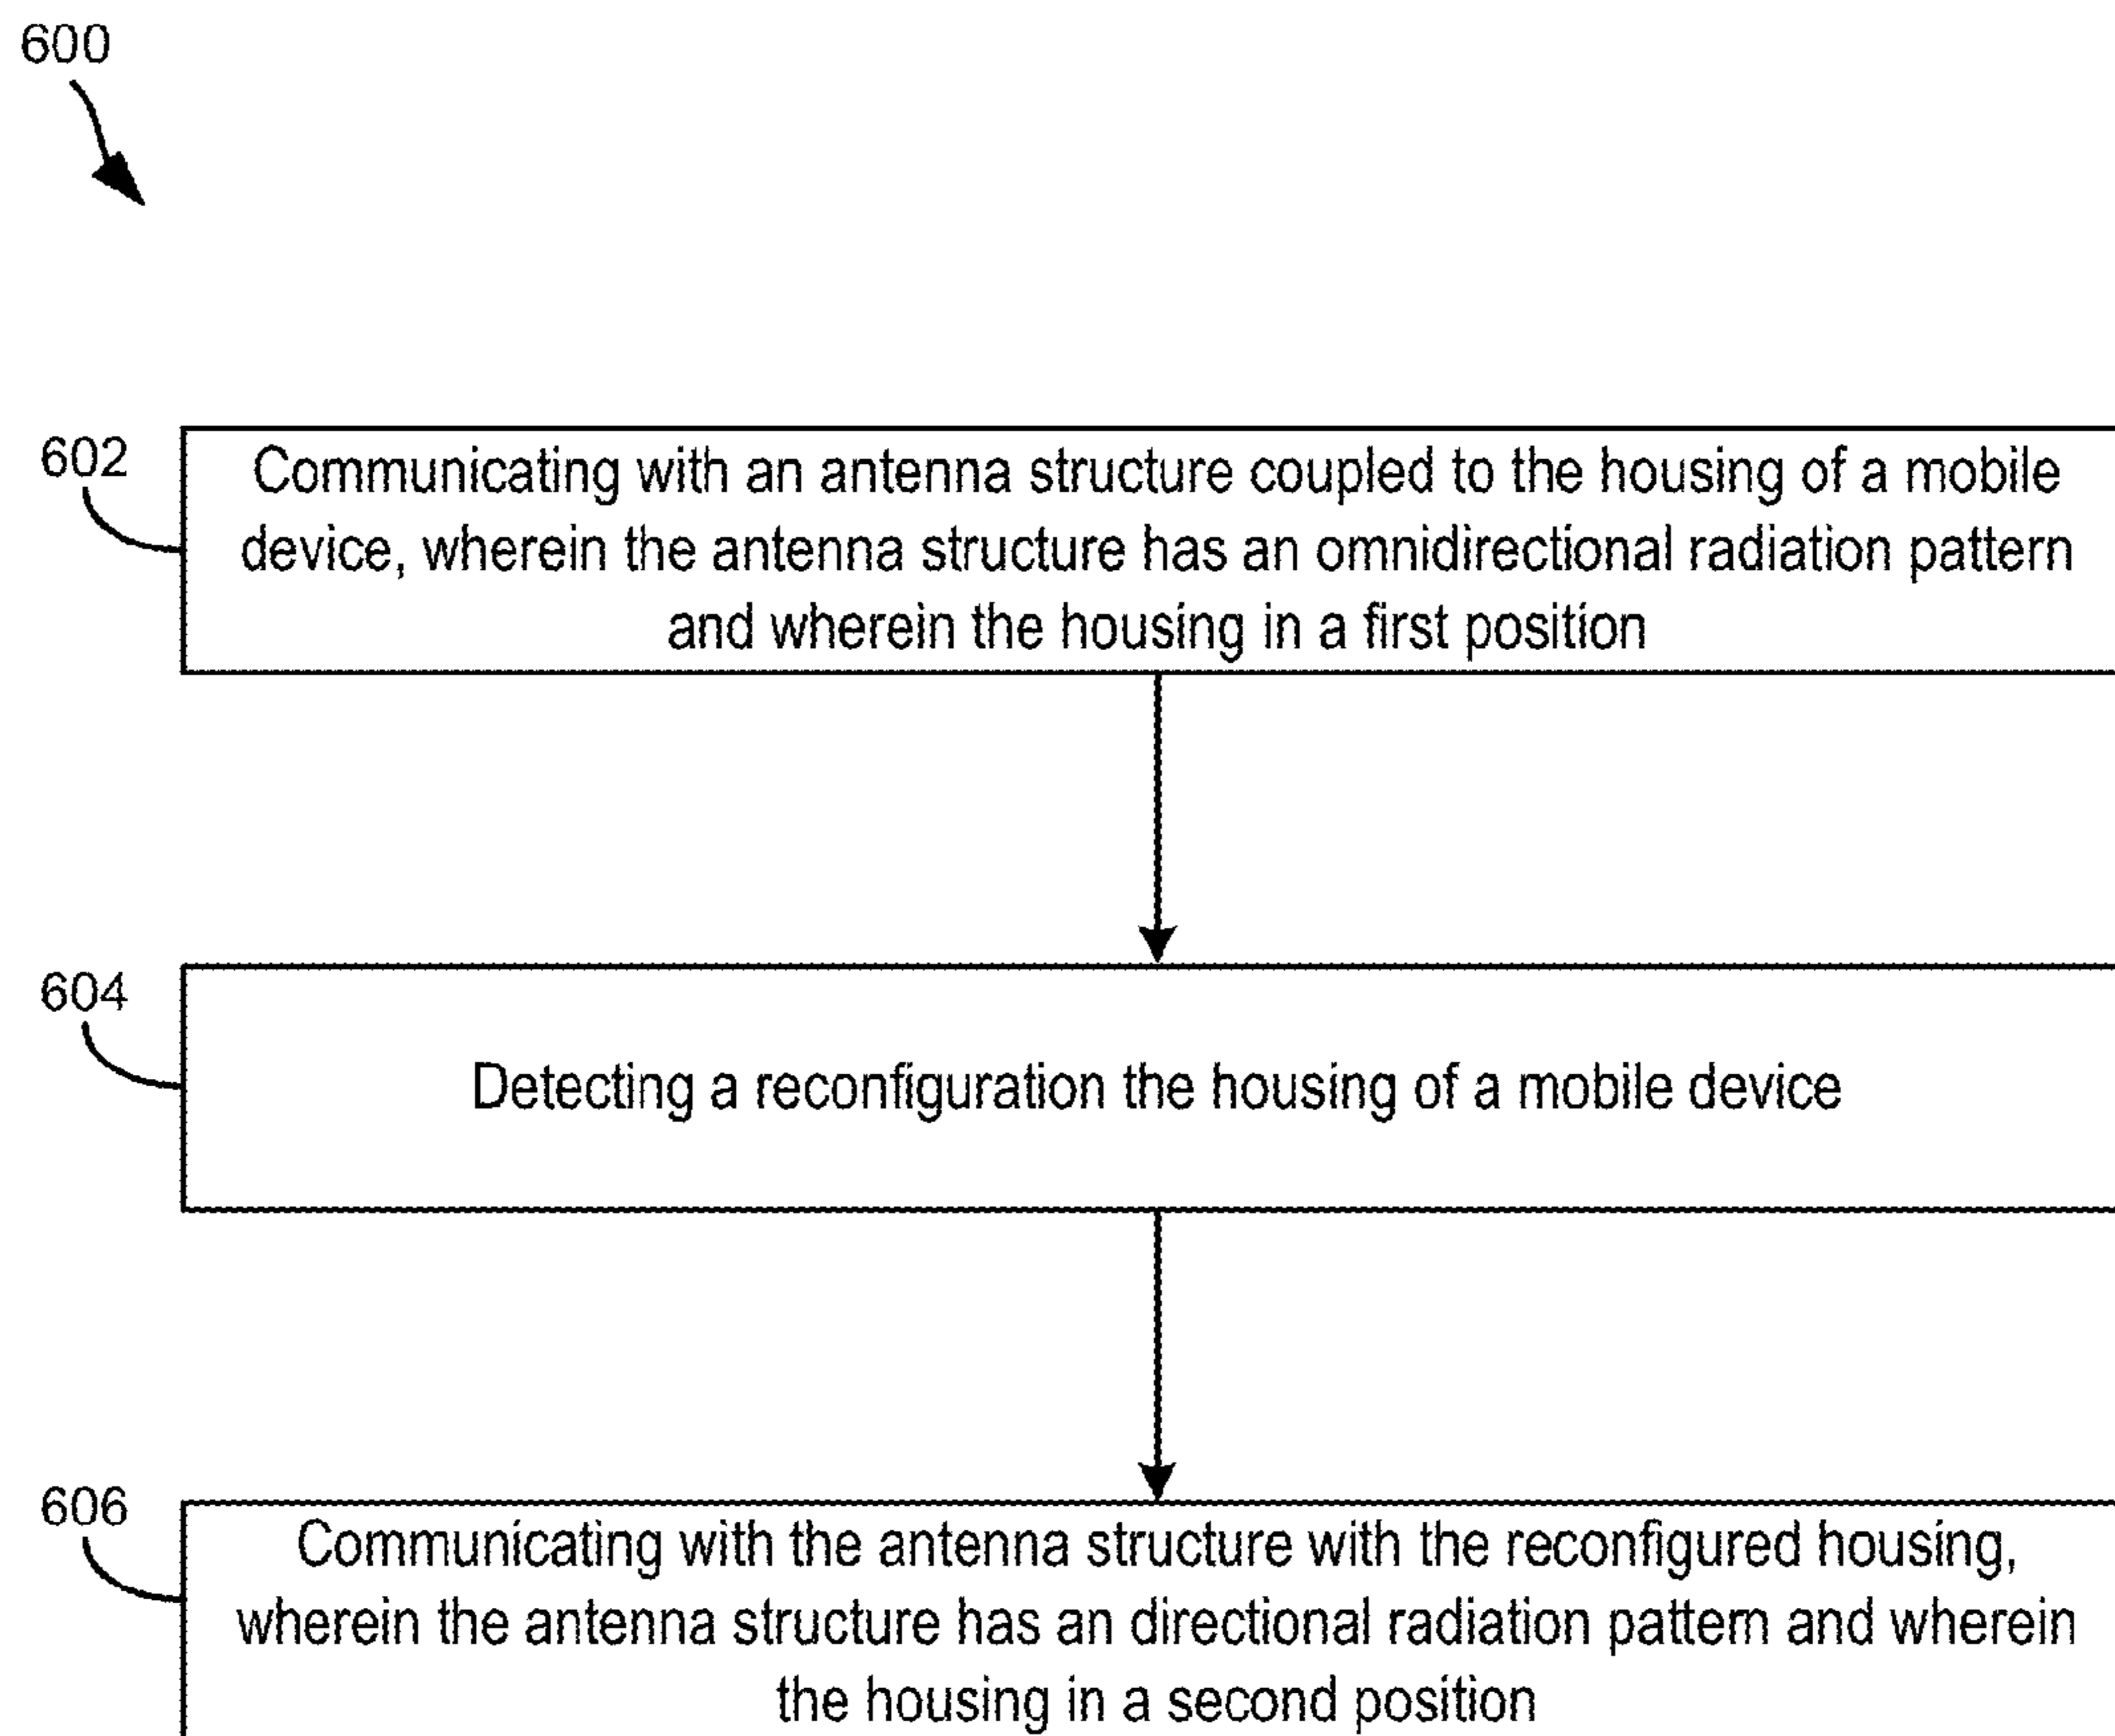 600
602
Communicating with an antenna structure coupled to the housing of a mobile
device, wherein the antenna structure has an omnidirectional radiation pattern
and wherein the housing in a first position
604
Detecting a reconfiguration the housing of a mobile device
606
Communicating with the antenna structure with the reconfigured housing,
wherein the antenna structure has an directional radiation pattern and wherein
the housing in a second position